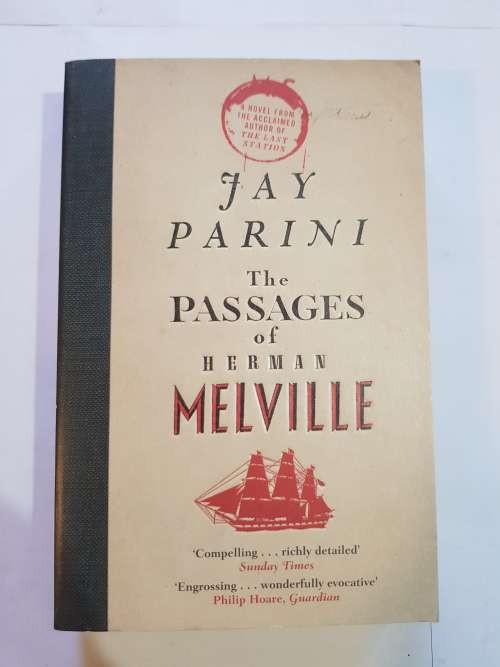 A NOVEL FROM
THE ACCLAIMED
AUTHOR OF
THE LAST
STATION
JAY
PARINI
The
PASSAGES
of
HERMAN
MELVILLE
‘Compelling . . . richly detailed’
Sunday Times
‘Engrossing . . . wonderfully evocative’
Philip Hoare, Guardian